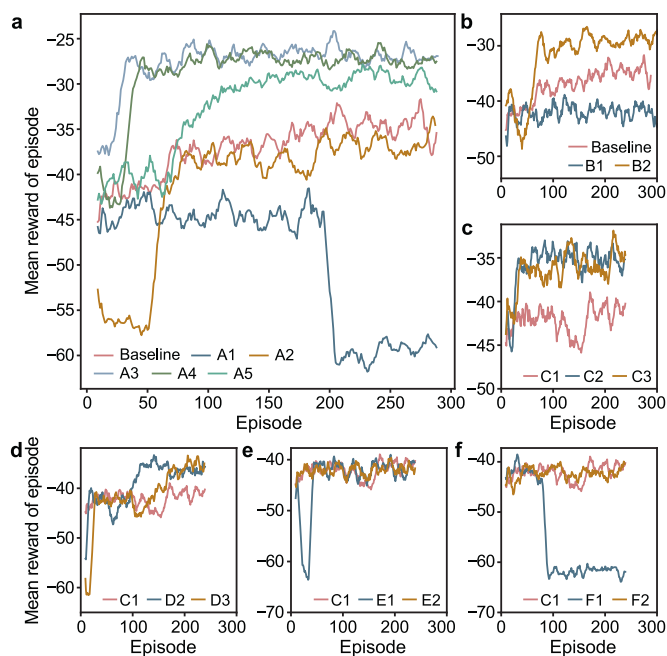 a
Mean reward of episode
−25
−30
−35
−40
−45
−50
−55
−60
Baseline A1 A2
A3 A4 A5
0 50 100 150 200 250 300
Episode
b
−30
−40
−50
Baseline
B1 B2
0 100 200 300
Episode
c
−35
−40
−45
−50
C1 C2 C3
0 100 200 300
Episode
d
Mean reward of episode
−40
−50
−60
C1 D2 D3
0 100 200 300
Episode
e
−40
−50
−60
−70
C1 E1 E2
0 100 200 300
Episode
f
−40
−50
−60
−70
C1 F1 F2
0 100 200 300
Episode